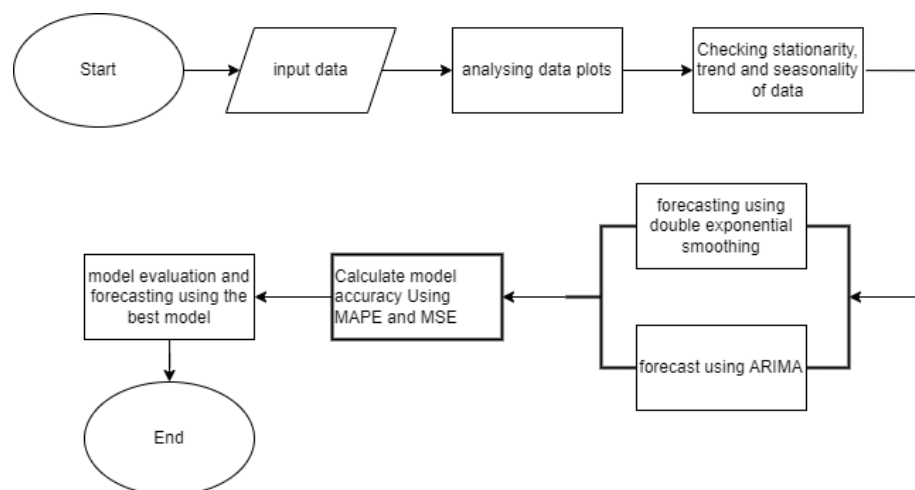 Start
input data
analysing data plots
Checking stationarity,
trend and seasonality
of data
forecasting using
double exponential
smoothing
forecast using ARIMA
Calculate model
accuracy Using
MAPE and MSE
model evaluation and
forecasting using the
best model
End